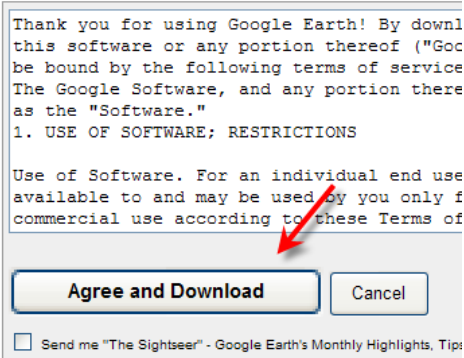 Thank you for using Google Earth! By downl
this software or any portion thereof ("Goo
be bound by the following terms of service
The Google Software, and any portion there
as the "Software."
1. USE OF SOFTWARE; RESTRICTIONS
Use of Software. For an individual end use
available to and may be used by you only f
commercial use according to these Terms of
Agree and Download
Cancel
Send me "The Sightseer" - Google Earth's Monthly Highlights, Tips